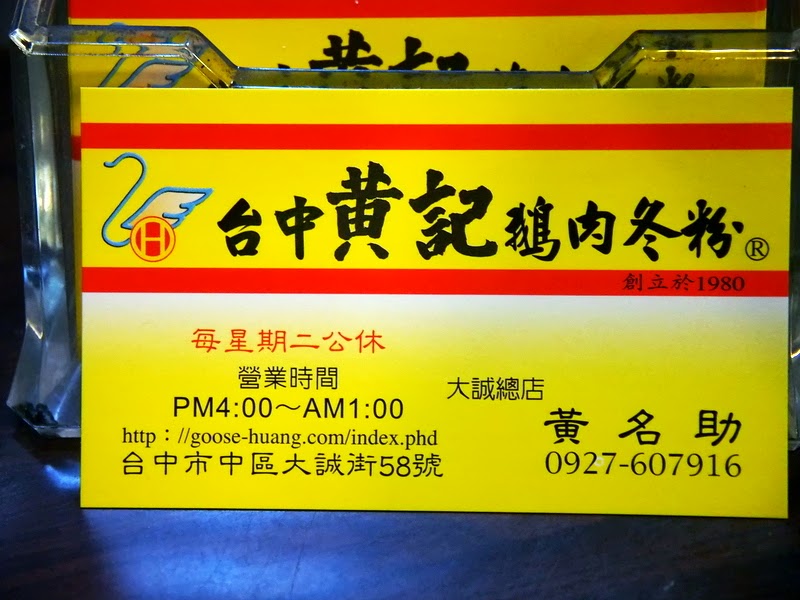 台中黃記鵝肉冬粉®
創立於1980
每星期二公休
營業時間
PM4:00～AM1:00
http：//goose-huang.com/index.phd
台中市中區大誠街58號
大誠總店
黃名助
0927-607916
H